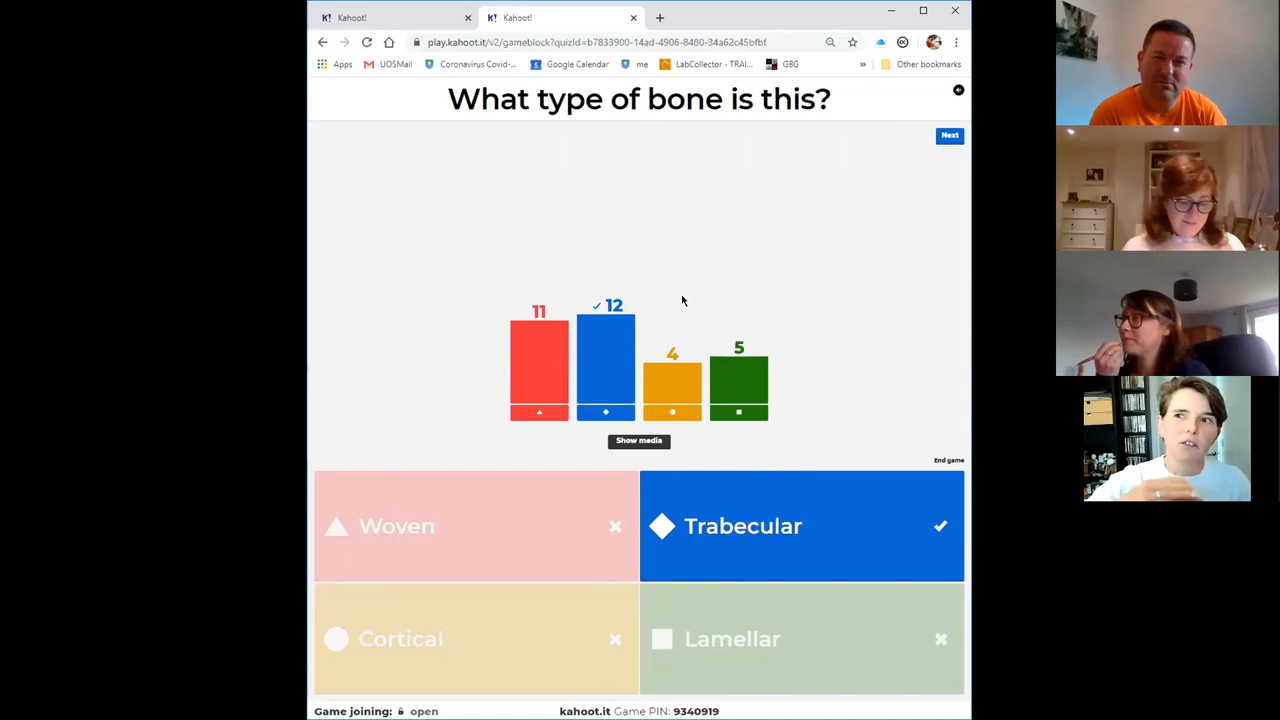 Kahoot!
Kahoot!
play.kahoot.it/v2/gameblock?quizId=b7833900-14ad-4906-8480-34a62c45bfbf
Apps UOSMail Coronavirus Covid-... Google Calendar me LabCollector - TRAI... GBG » Other bookmarks
What type of bone is this?
Next
11
12
4
5
Show media
End game
Woven
Trabecular
Cortical
Lamellar
Game joining: open kahoot.it Game PIN: 9340919